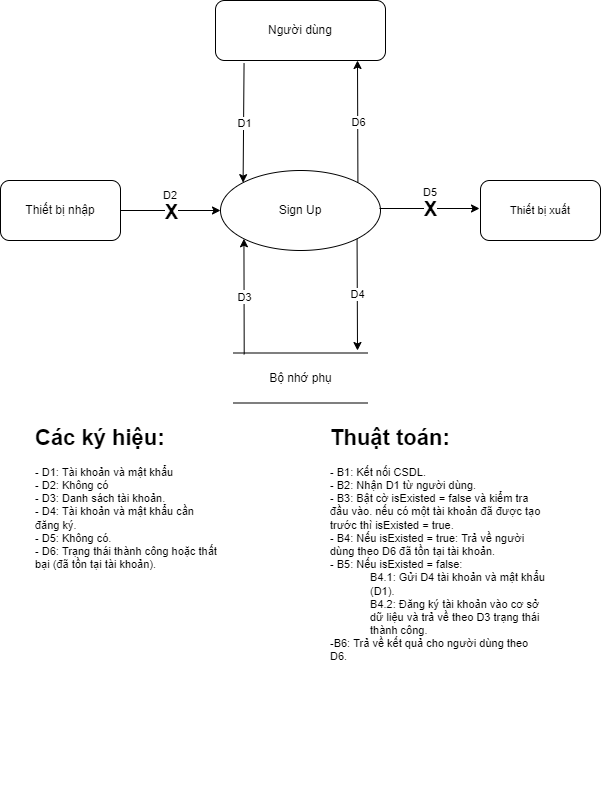 Người dùng
D1
D6
D2
D5
X
X
Thiết bị nhập
Sign Up
Thiết bị xuất
D3
D4
Bộ nhớ phụ
Các ký hiệu:
- D1: Tài khoản và mật khẩu
- D2: Không có
- D3: Danh sách tài khoản.
- D4: Tài khoản và mật khẩu cần
đăng ký.
- D5: Không có.
- D6: Trạng thái thành công hoặc thất
bại (đã tồn tại tài khoản).
Thuật toán:
- B1: Kết nối CSDL.
- B2: Nhận D1 từ người dùng.
- B3: Bật cờ isExisted = false và kiểm tra
đầu vào. nếu có một tài khoản đã được tạo
trước thì isExisted = true.
- B4: Nếu isExisted = true: Trả về người
dùng theo D6 đã tồn tại tài khoản.
- B5: Nếu isExisted = false:
B4.1: Gửi D4 tài khoản và mật khẩu
(D1).
B4.2: Đăng ký tài khoản vào cơ sở
dữ liệu và trả về theo D3 trạng thái
thành công.
-B6: Trả về kết quả cho người dùng theo
D6.